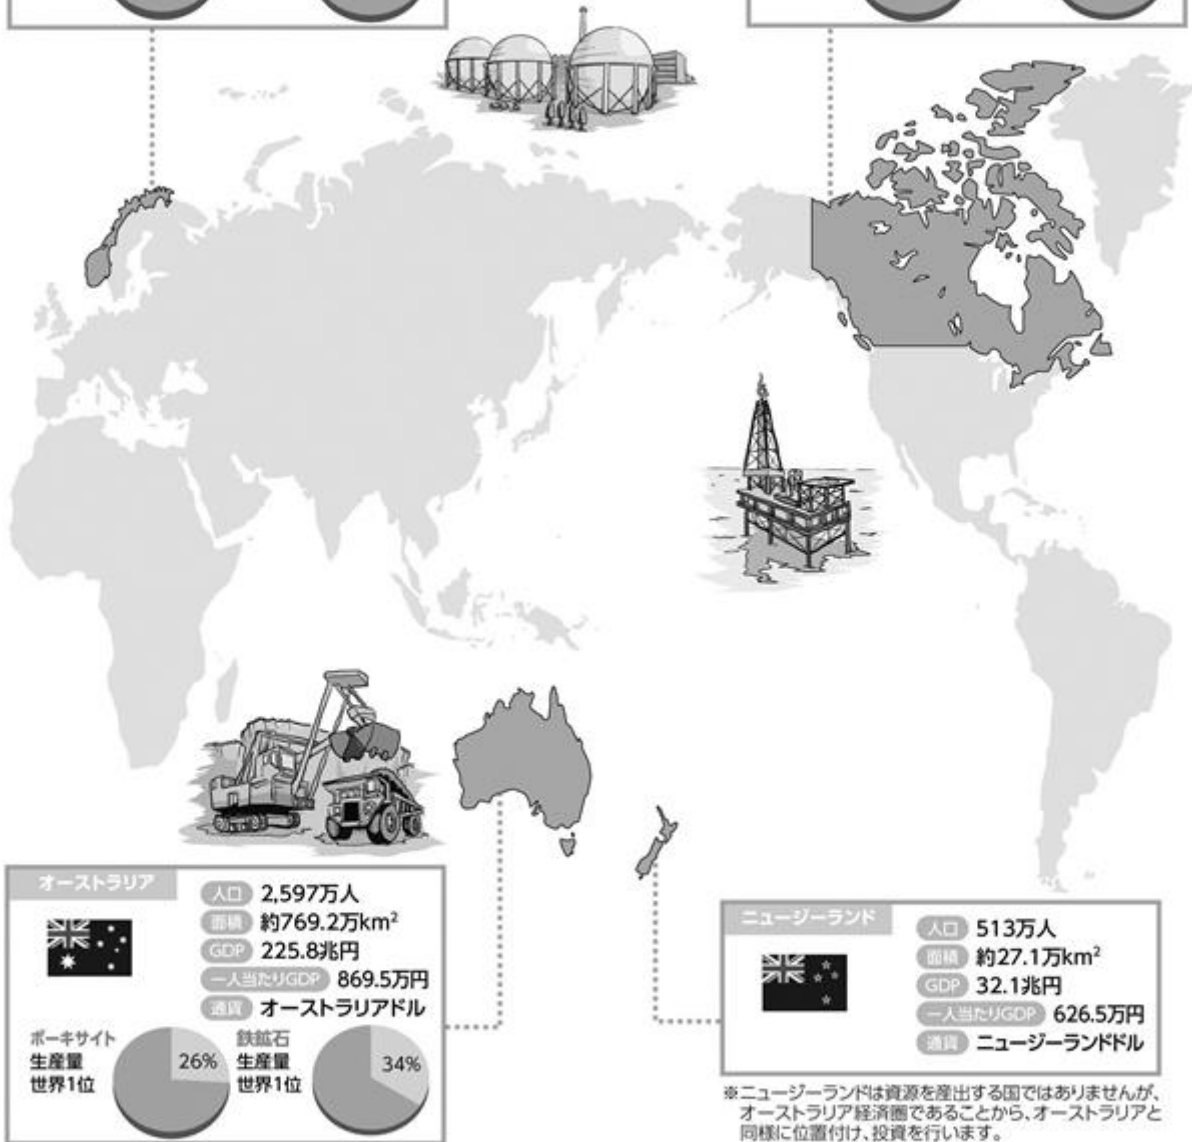 オーストラリア
人口 2,597万人
面積 約769.2万km²
GDP 225.8兆円
一人当たりGDP 869.5万円
通貨 オーストラリアドル
ボーキサイト
生産量
世界1位
26%
鉄鉱石
生産量
世界1位
34%
ニュージーランド
人口 513万人
面積 約27.1万km²
GDP 32.1兆円
一人当たりGDP 626.5万円
通貨 ニュージーランドドル
※ニュージーランドは資源を産出する国ではありませんが、
オーストラリア経済圏であることから、オーストラリアと
同様に位置付け、投資を行います。